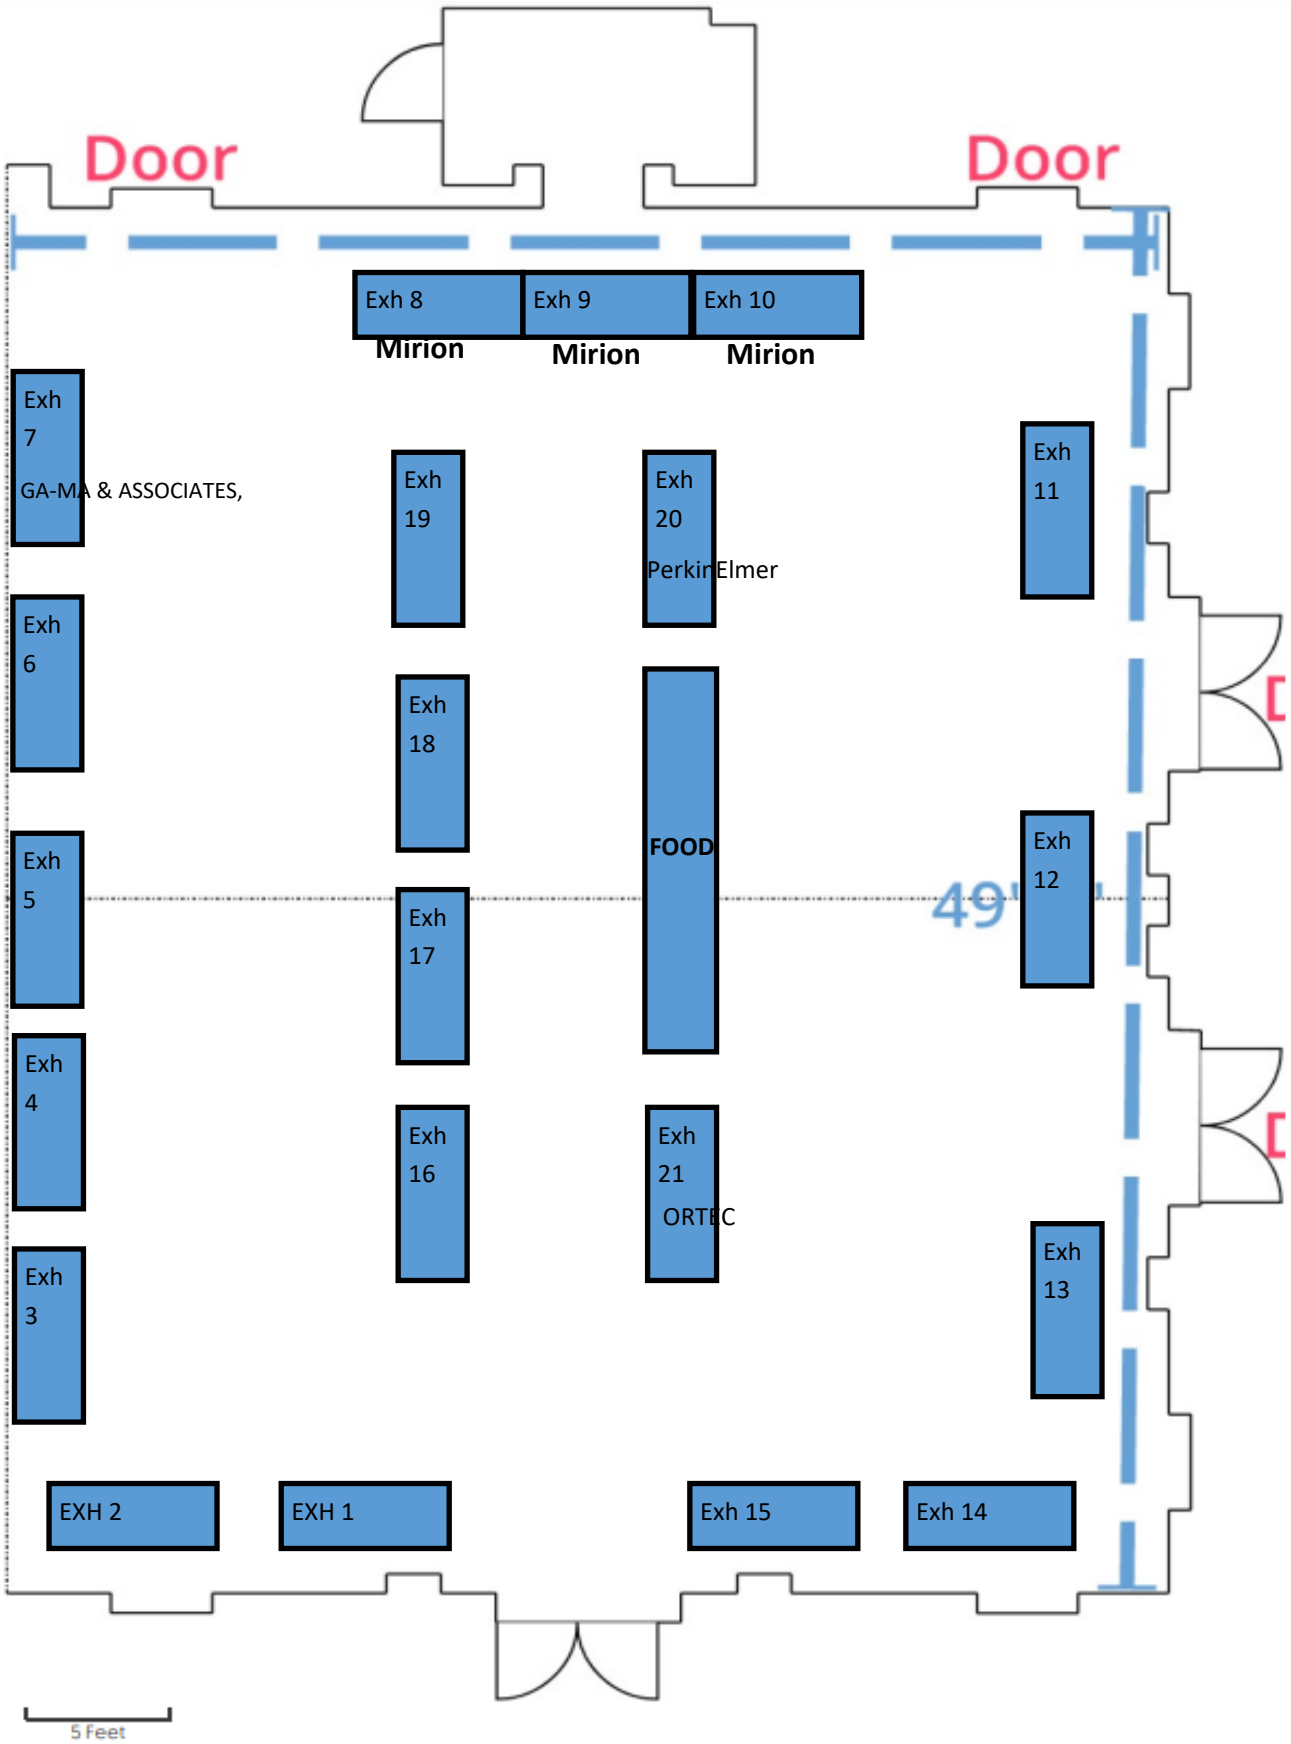 Door
Door
Exh 8
Exh 9
Exh 10
Mirion
Mirion
Mirion
Exh
7
GA-MA & ASSOCIATES,
Exh
19
Exh
20
PerkinElmer
Exh
11
Exh
6
Exh
18
FOOD
Exh
5
Exh
17
49'
Exh
12
Exh
4
Exh
16
Exh
21
ORTEC
Exh
3
Exh
13
EXH 2
EXH 1
Exh 15
Exh 14
5 Feet